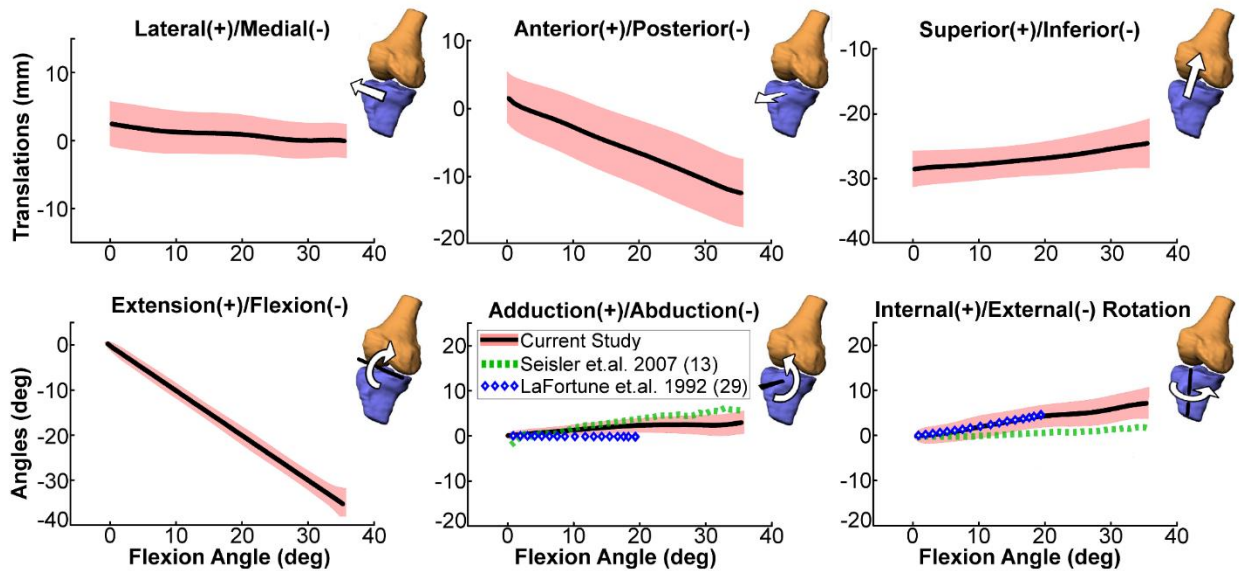 Lateral(+)/Medial(-)
Anterior(+)/Posterior(-)
Superior(+)/Inferior(-)
Translations (mm)
10
0
-10
0 10 20 30 40
10
0
-10
-20
0 10 20 30 40
-10
-20
-30
-40
0 10 20 30 40
Extension(+)/Flexion(-)
Adduction(+)/Abduction(-)
Internal(+)/External(-) Rotation
Angles (deg)
0
-10
-20
-30
-40
0 10 20 30 40
Flexion Angle (deg)
20
10
0
-10
-20
Current Study
Seisler et.al. 2007 (13)
LaFortune et.al. 1992 (29)
0 10 20 30 40
Flexion Angle (deg)
20
10
0
-10
-20
0 10 20 30 40
Flexion Angle (deg)